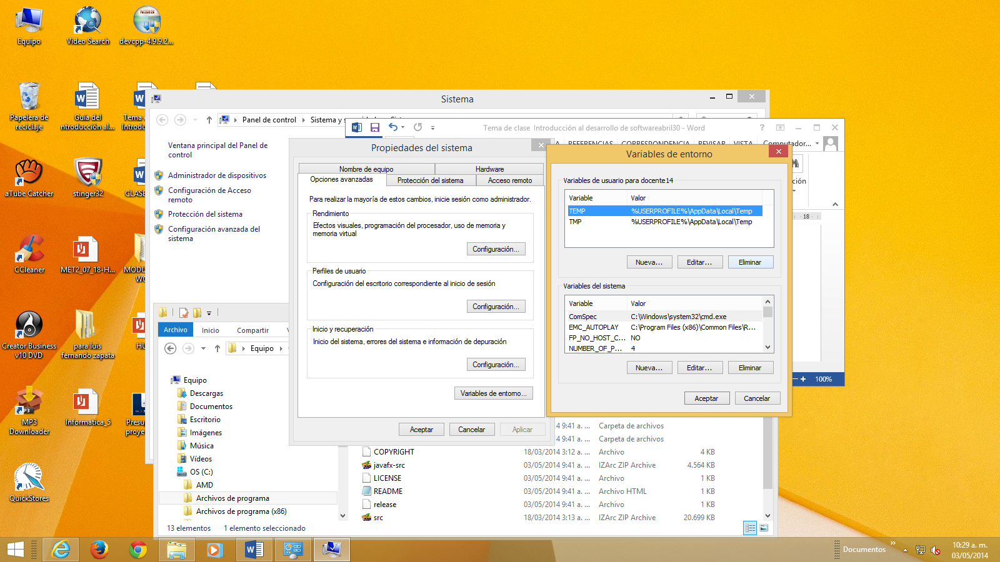 Equipo
Video Search
devcpp-4.9.9.2...
Papelera de
reciclaje
Guia del
ntroducción al...
Tema
Introdu
aTube Catcher
stinger32
CLASE
CCleaner
MET2_07_18-H...
MODU
WO
Creator Business
v10 DVD
para luis
fernando zapata
HU
MP3
Downloader
Informatica_5
Presu
proye
QuickStores
Sistema
Panel de control
Sistema y s
Ventana principal del Panel de
control
Administrador de dispositivos
Configuración de Acceso
remoto
Protección del sistema
Configuración avanzada del
sistema
Tema de clase Introducción al desarrollo de softwareabril30 - Word
REFERENCIAS
CORRESPONDENCIA
REVISAR
VISTA
Computador...
ción
18
100%
Propiedades del sistema
Nombre de equipo
Hardware
Opciones avanzadas
Protección del sistema
Acceso remoto
Para realizar la mayoría de estos cambios, inicie sesión como administrador.
Rendimiento
Efectos visuales, programación del procesador, uso de memoria y
memoria virtual
Configuración...
Perfiles de usuario
Configuración del escritorio correspondiente al inicio de sesión
Configuración...
Inicio y recuperación
Inicio del sistema, errores del sistema e información de depuración
Configuración...
Variables de entorno...
Aceptar
Cancelar
Aplicar
Variables de entorno
Variables de usuario para docente14
Variable Valor
TEMP %USERPROFILE%\AppData\Local\Temp
TMP %USERPROFILE%\AppData\Local\Temp
Nueva...
Editar...
Eliminar
Variables del sistema
Variable Valor
ComSpec C:\Windows\system32\cmd.exe
EMC_AUTOPLAY C:\Program Files (x86)\Common Files\R...
FP_NO_HOST_C... NO
NUMBER_OF_P... 4
Nueva...
Editar...
Eliminar
Aceptar
Cancelar
Archivo
Inicio
Compartir
Equipo
Equipo
Descargas
Documentos
Escritorio
Imágenes
Música
Vídeos
OS (C:)
AMD
Archivos de programa
Archivos de programa (x86)
4 9:41 a. ... Carpeta de archivos
4 9:41 a. ... Carpeta de archivos
COPYRIGHT 18/03/2014 3:12 a. ... Archivo 4 KB
javafx-src 03/05/2014 9:41 a. ... IZArc ZIP Archive 4.564 KB
LICENSE 03/05/2014 9:41 a. ... Archivo 1 KB
README 03/05/2014 9:41 a. ... Archivo HTML 1 KB
release 03/05/2014 9:41 a. ... Archivo 1 KB
src 18/03/2014 3:13 a. ... IZArc ZIP Archive 20.699 KB
13 elementos
1 elemento seleccionado
Documentos
10:29 a. m.
03/05/2014